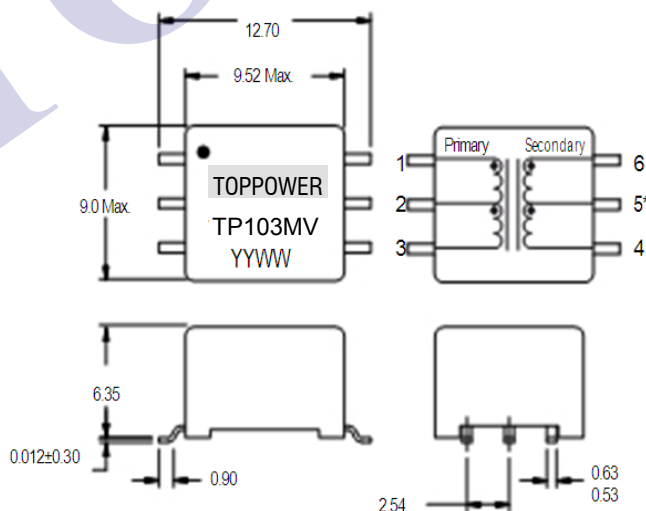 12.70
9.52 Max.
9.0 Max.
TOPPOWER
TP103MV
YYWW
Primary Secondary
1 6
2 5*
3 4
6.35
0.012±0.30
0.90
0.63
0.53
2.54